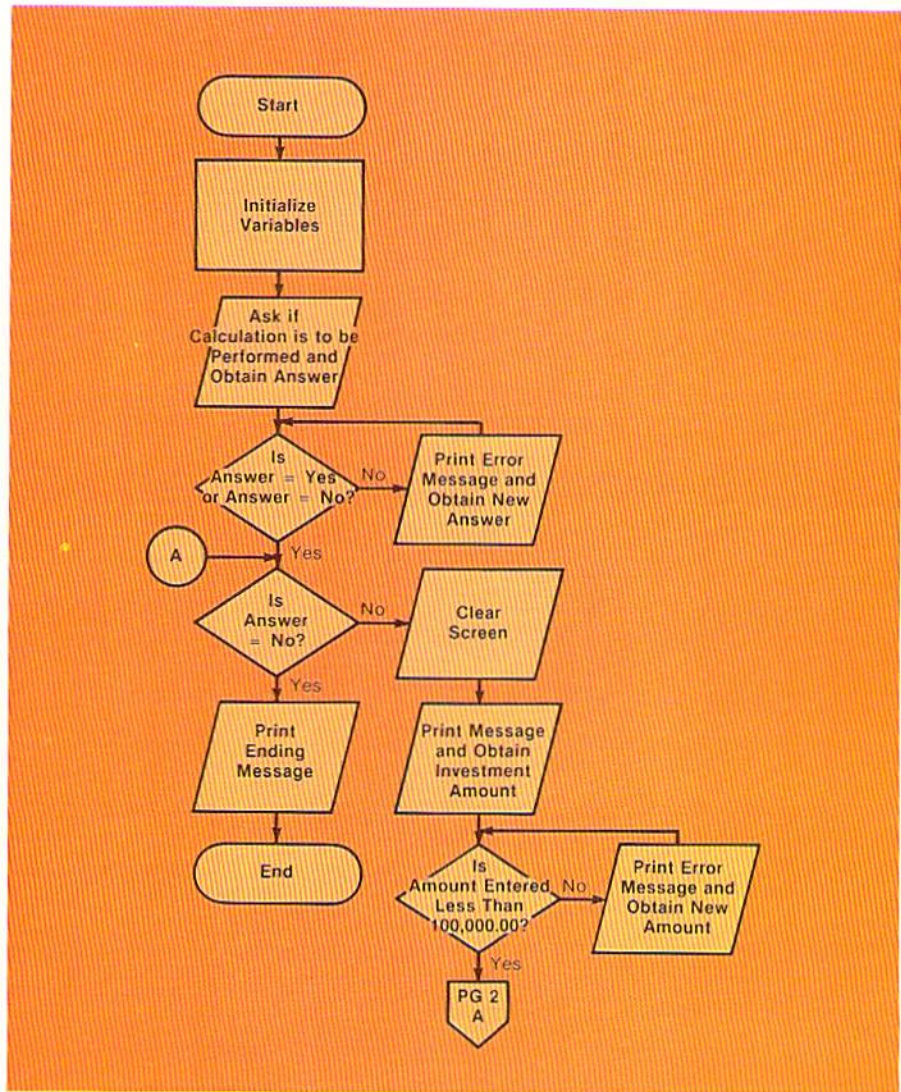 Start
Initialize
Variables
Ask if
Calculation is to be
Performed and
Obtain Answer
Is
Answer = Yes
or Answer = No?
No
Print Error
Message and
Obtain New
Answer
Yes
A
Is
Answer
= No?
No
Clear
Screen
Yes
Print
Ending
Message
Print Message
and Obtain
Investment
Amount
End
Is
Amount Entered
Less Than
100,000.00?
No
Print Error
Message and
Obtain New
Amount
Yes
PG 2
A